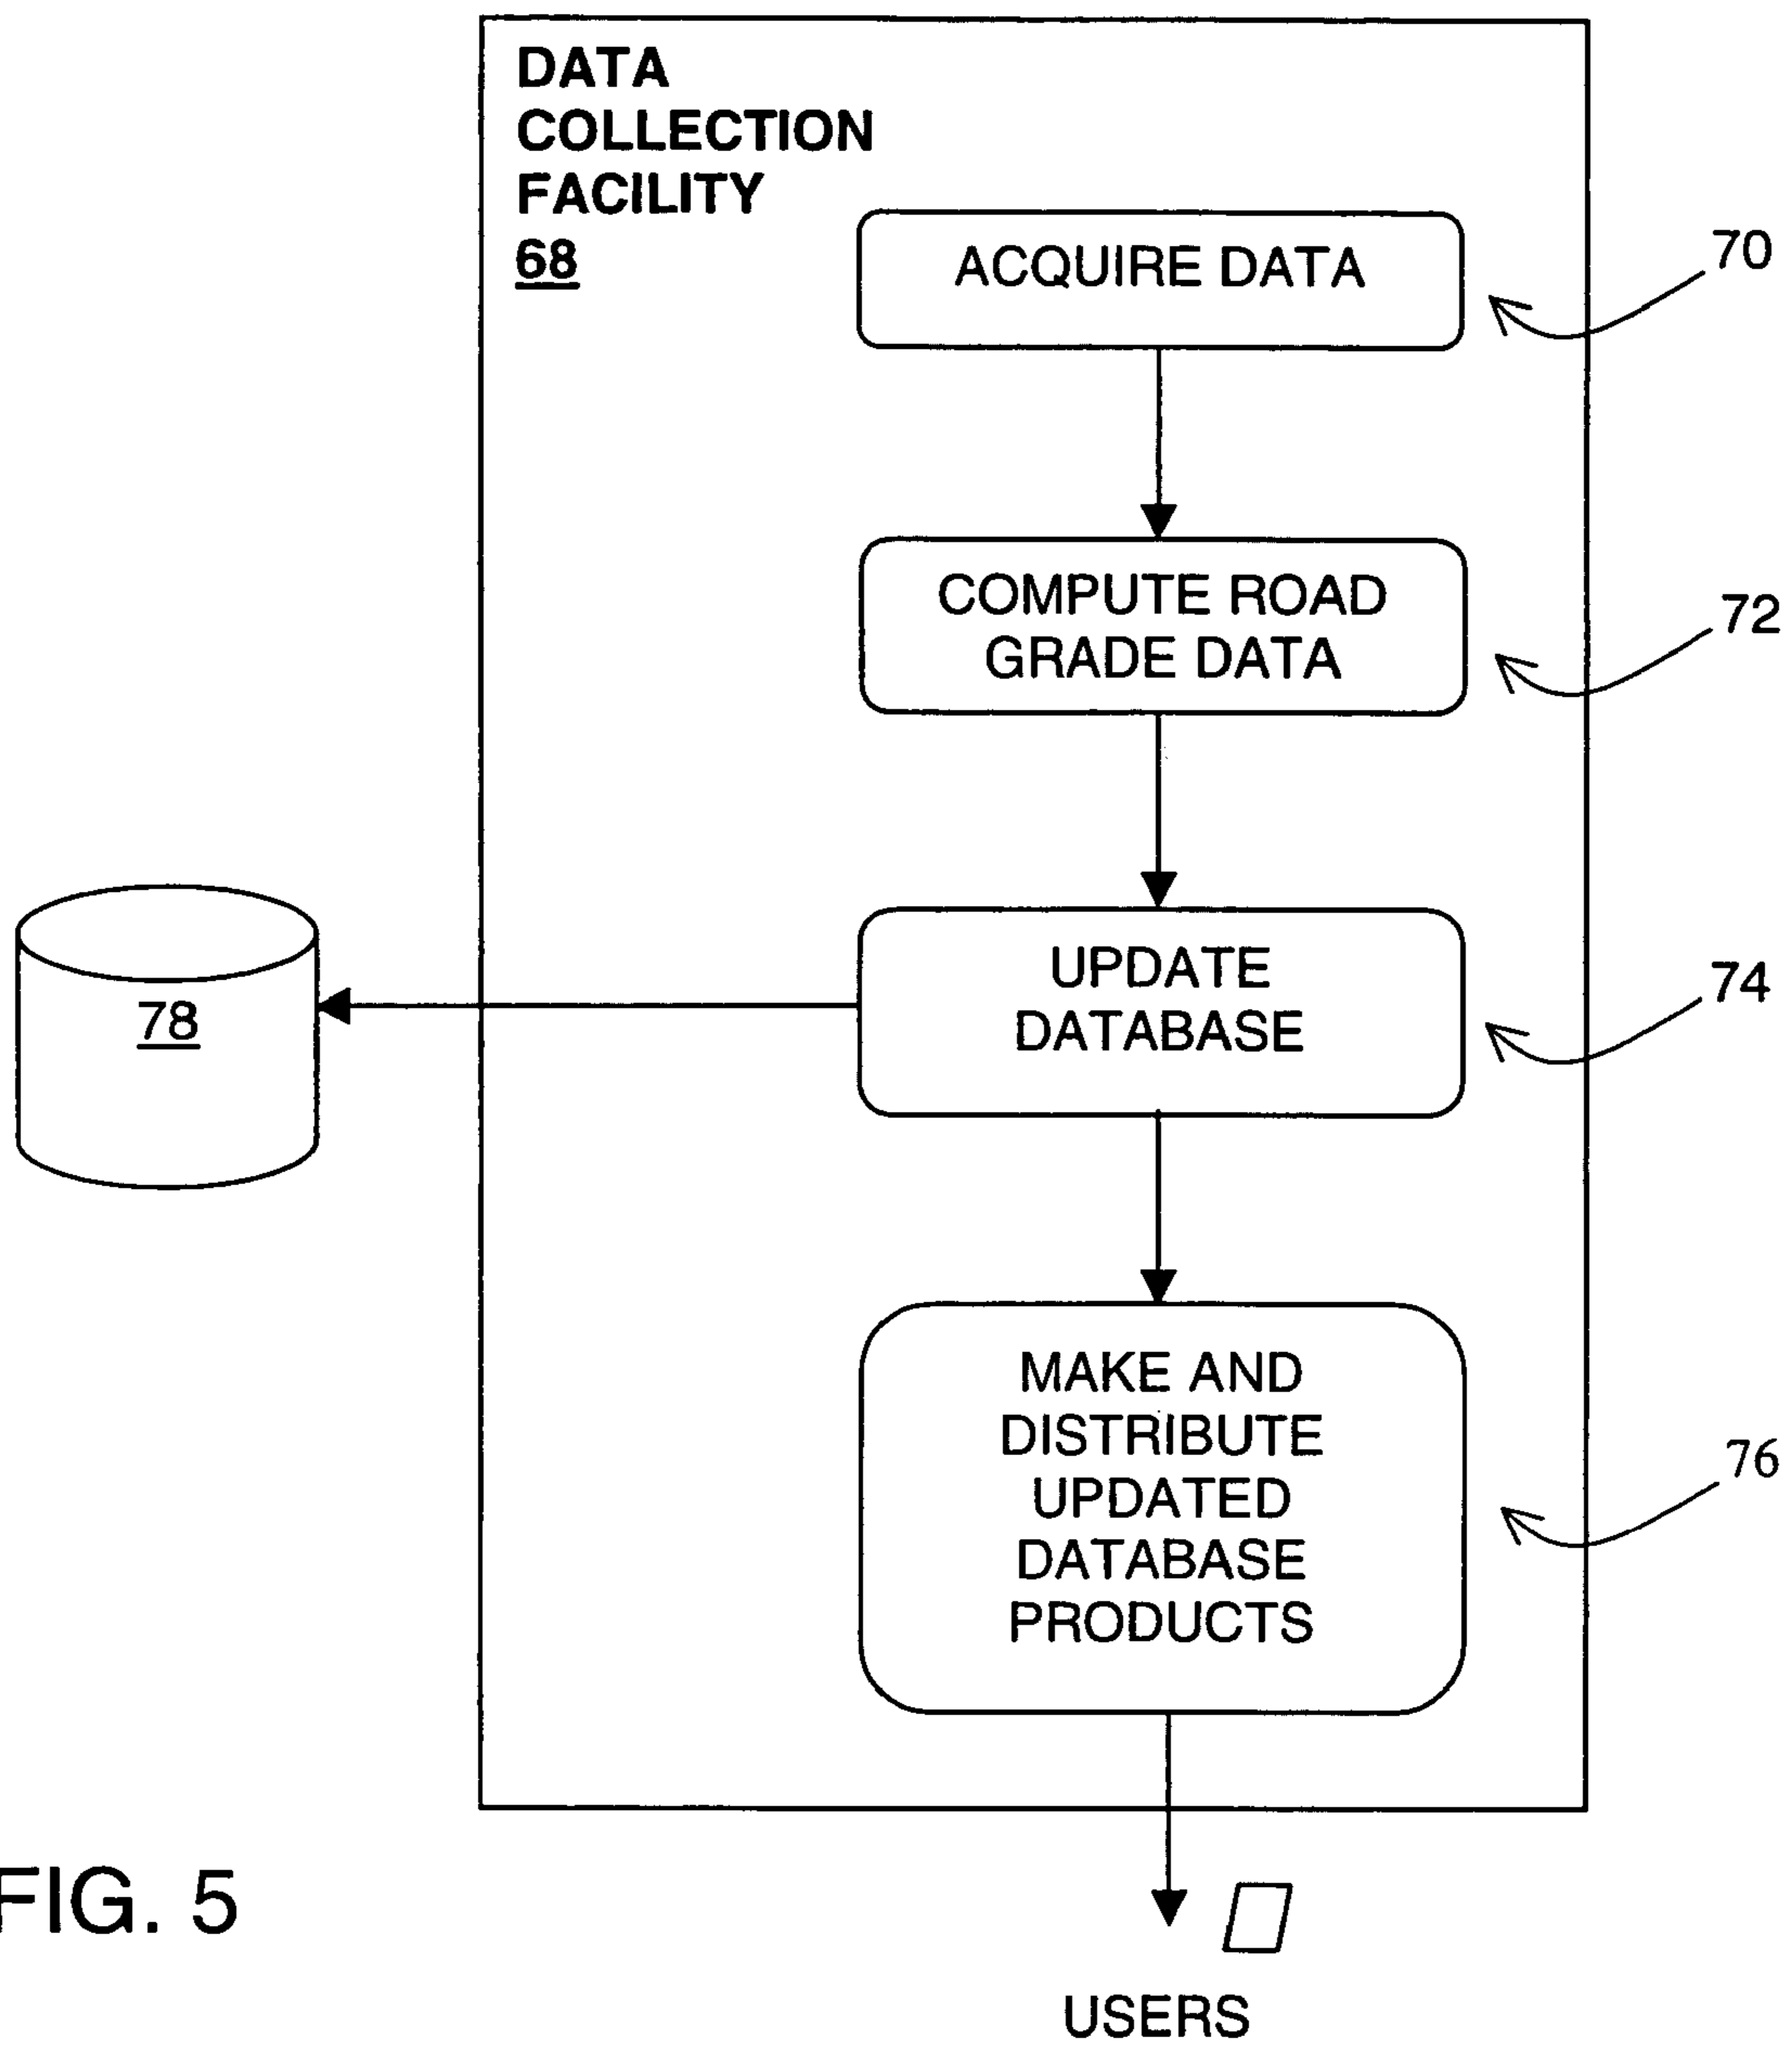 DATA
COLLECTION
FACILITY
68
ACQUIRE DATA
70
COMPUTE ROAD
GRADE DATA
72
UPDATE
DATABASE
74
78
MAKE AND
DISTRIBUTE
UPDATED
DATABASE
PRODUCTS
76
FIG. 5
USERS